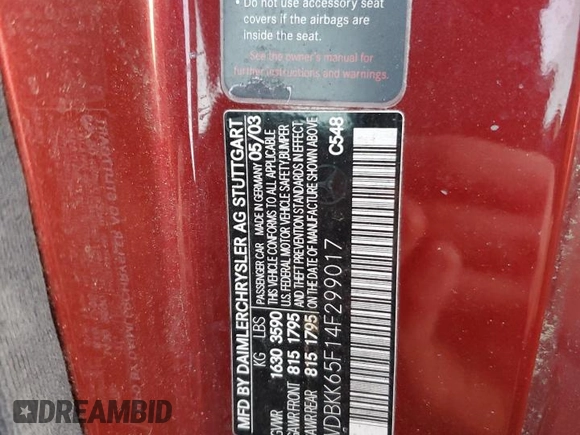 • Do not use accessory seat
covers if the airbags are
inside the seat.
See the owner's manual for
further instructions and warnings.
MFD BY DAIMLERCHRYSLER AG STUTTGART
PASSENGER CAR MADE IN GERMANY 05/03
KG LBS THIS VEHICLE CONFORMS TO ALL APPLICABLE
GVWR 1630 3590 U.S. FEDERAL MOTOR VEHICLE SAFETY, BUMPER
GAWR FRONT 815 1795 AND THEFT PREVENTION STANDARDS IN EFFECT
GAWR REAR 815 1795 ON THE DATE OF MANUFACTURE SHOWN ABOVE
C548
WDBKK65F14F299017
DREAMBID